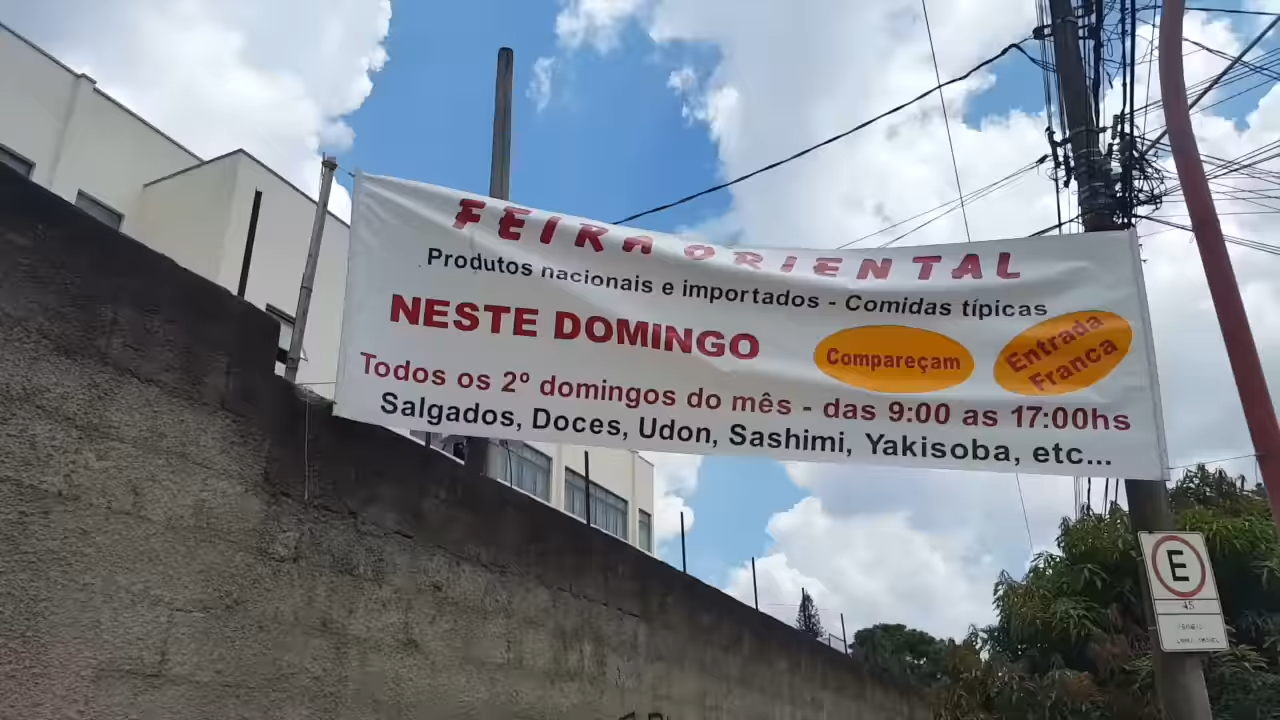 FEIRA ORIENTAL
Produtos nacionais e importados - Comidas típicas
NESTE DOMINGO
Compareçam
Entrada
Franca
Todos os 2º domingos do mês - das 9:00 as 17:00hs
Salgados, Doces, Udon, Sashimi, Yakisoba, etc...
E
45